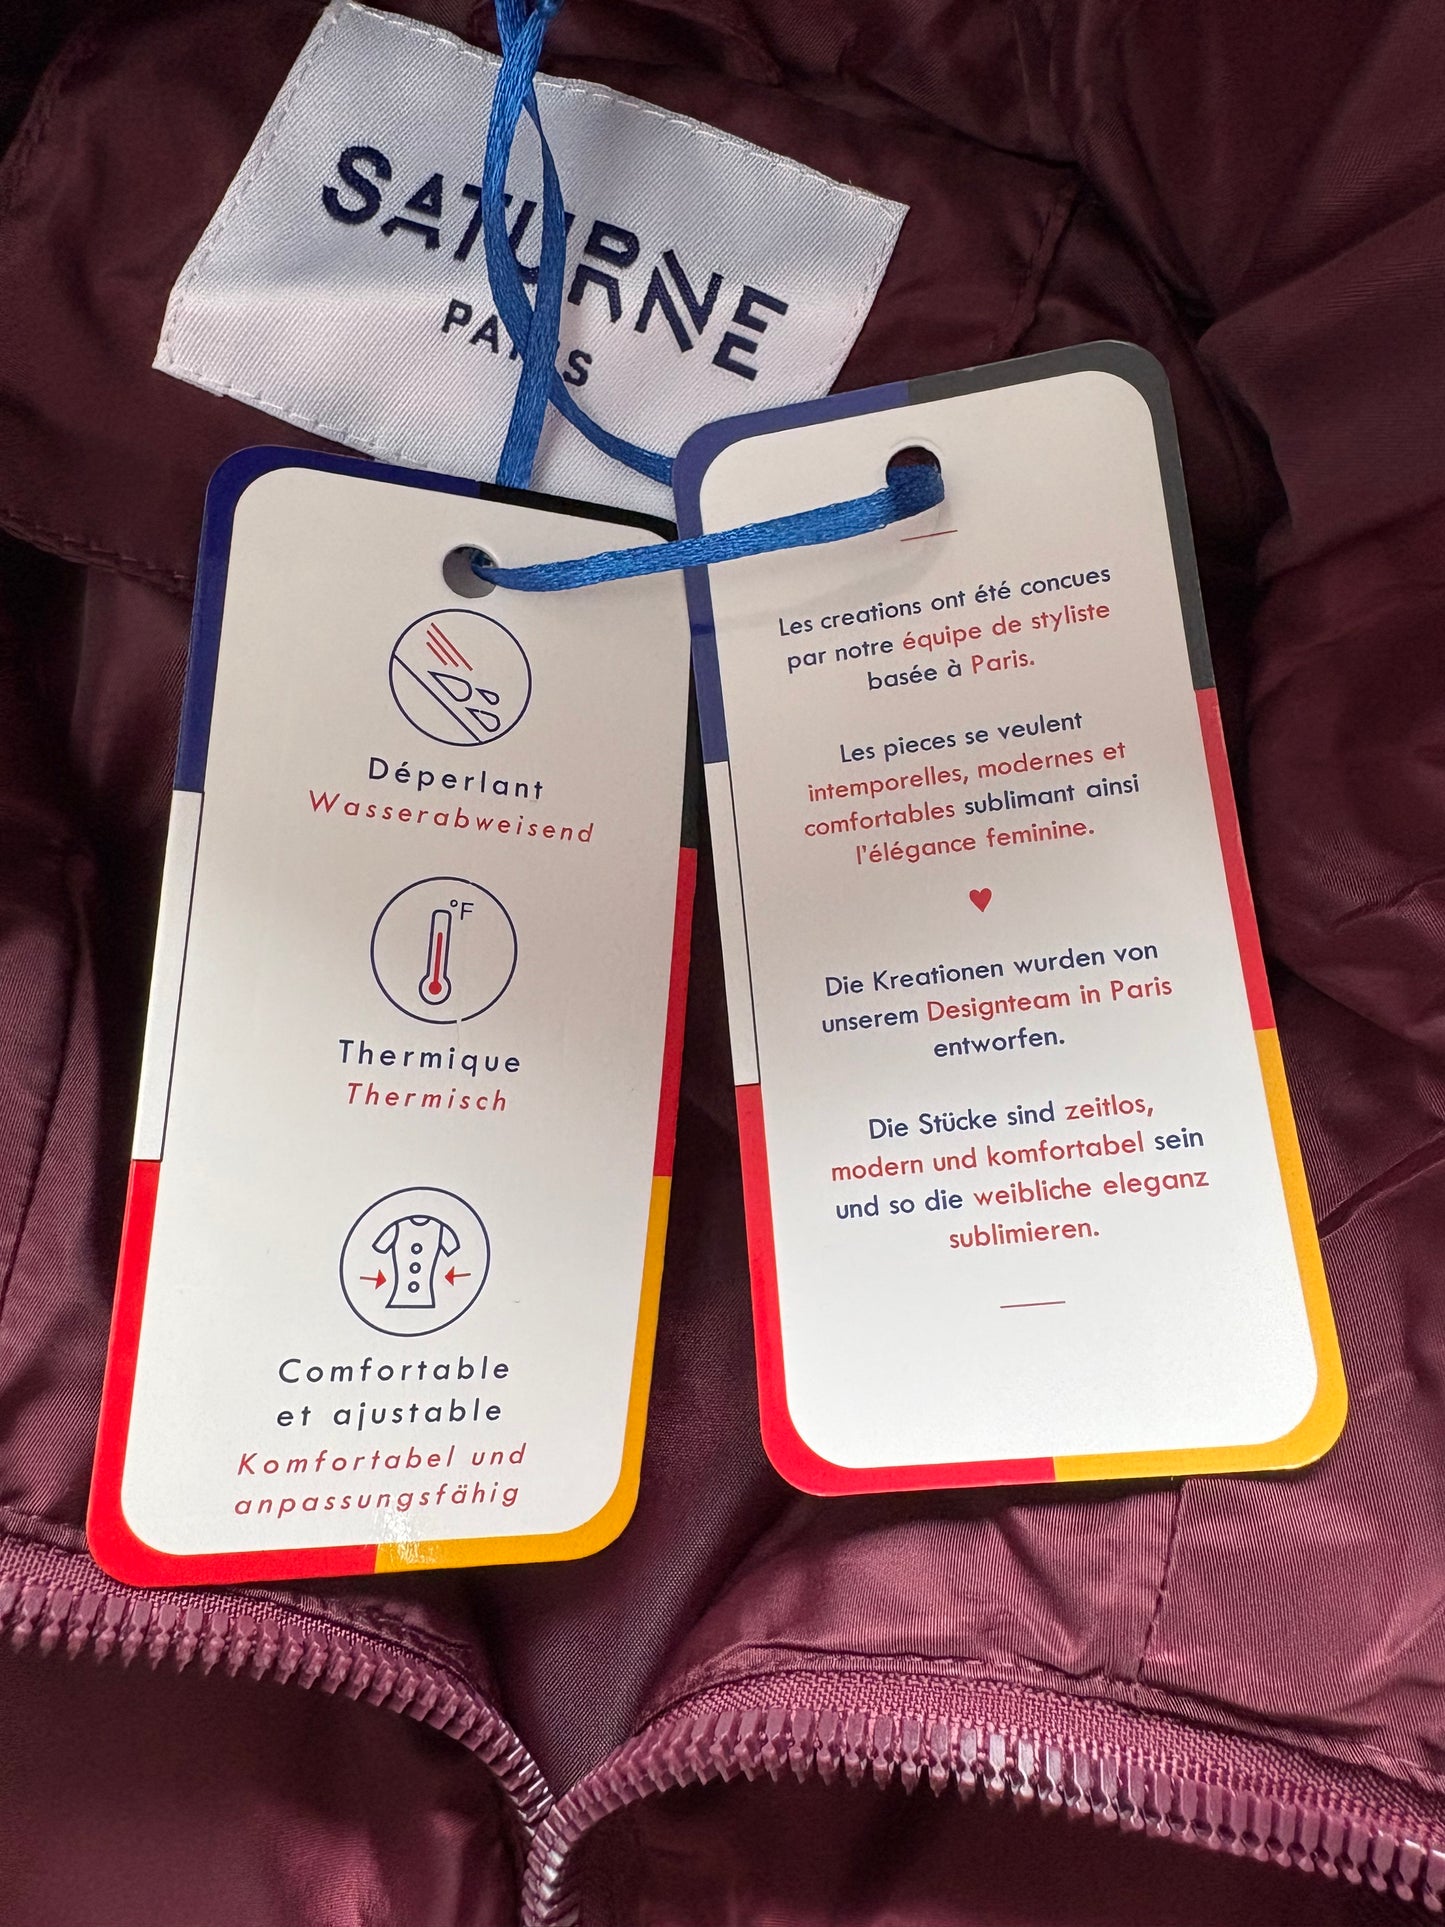 SATURNE
PARIS
Déperlant
Wasserabweisend
°F
Thermique
Thermisch
Comfortable
et ajustable
Komfortabel und
anpassungsfähig
Les creations ont été concues
par notre équipe de styliste
basée à Paris.
Les pieces se veulent
intemporelles, modernes et
comfortables sublimant ainsi
l'élégance feminine.
Die Kreationen wurden von
unserem Designteam in Paris
entworfen.
Die Stücke sind zeitlos,
modern und komfortabel sein
und so die weibliche eleganz
sublimieren.